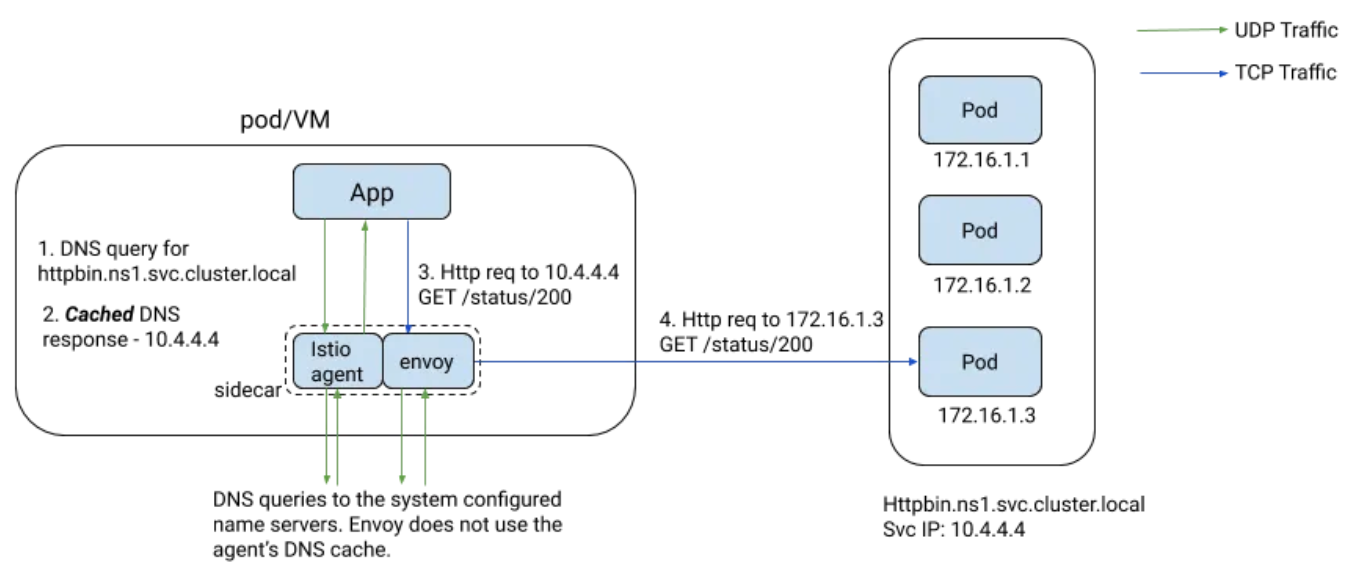 UDP Traffic
TCP Traffic
pod/VM
App
1. DNS query for
httpbin.ns1.svc.cluster.local
2. Cached DNS
response - 10.4.4.4
3. Http req to 10.4.4.4
GET /status/200
Istio
agent
envoy
sidecar
4. Http req to 172.16.1.3
GET /status/200
Pod
172.16.1.1
Pod
172.16.1.2
Pod
172.16.1.3
DNS queries to the system configured
name servers. Envoy does not use the
agent's DNS cache.
Httpbin.ns1.svc.cluster.local
Svc IP: 10.4.4.4